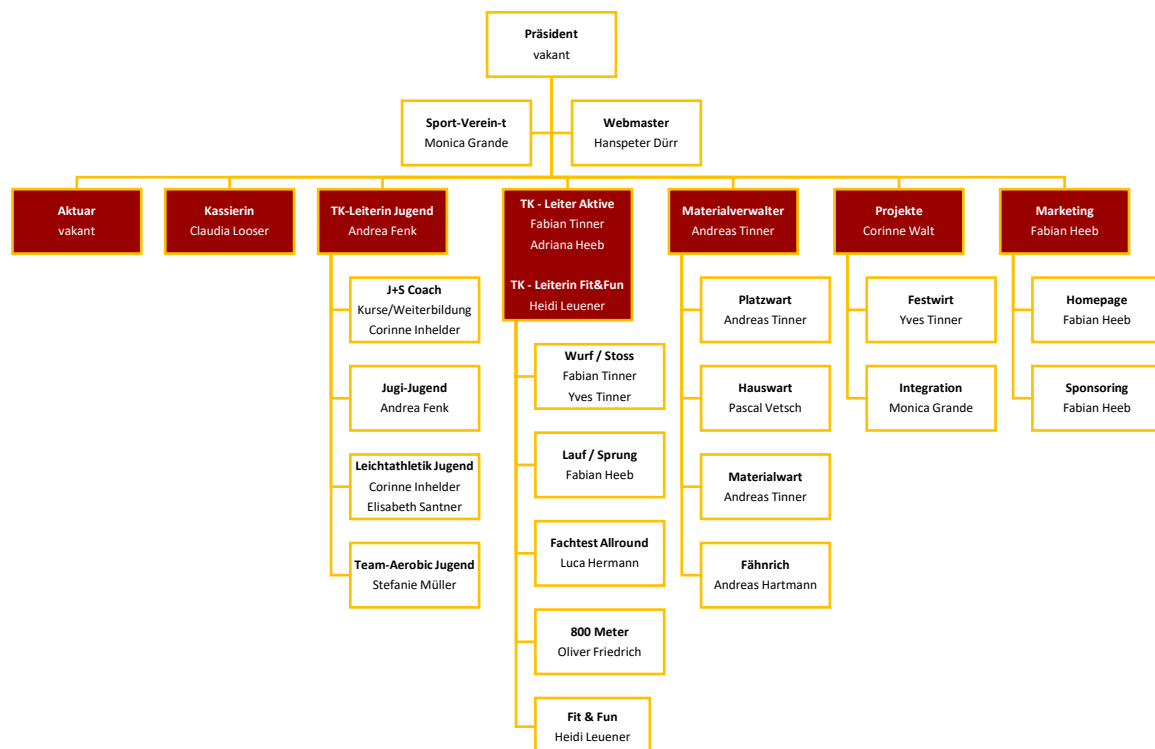 Präsident
vakant
Sport-Verein-t
Monica Grande
Webmaster
Hanspeter Dürr
Aktuar
vakant
Kassierin
Claudia Looser
TK-Leiterin Jugend
Andrea Fenk
TK - Leiter Aktive
Fabian Tinner
Adriana Heeb
TK - Leiterin Fit&Fun
Heidi Leuener
Materialverwalter
Andreas Tinner
Projekte
Corinne Walt
Marketing
Fabian Heeb
J+S Coach
Kurse/Weiterbildung
Corinne Inhelder
Jugi-Jugend
Andrea Fenk
Leichtathletik Jugend
Corinne Inhelder
Elisabeth Santner
Team-Aerobic Jugend
Stefanie Müller
Wurf / Stoss
Fabian Tinner
Yves Tinner
Lauf / Sprung
Fabian Heeb
Fachtest Allround
Luca Hermann
800 Meter
Oliver Friedrich
Fit & Fun
Heidi Leuener
Platzwart
Andreas Tinner
Hauswart
Pascal Vetsch
Materialwart
Andreas Tinner
Fähnrich
Andreas Hartmann
Festwirt
Yves Tinner
Integration
Monica Grande
Homepage
Fabian Heeb
Sponsoring
Fabian Heeb